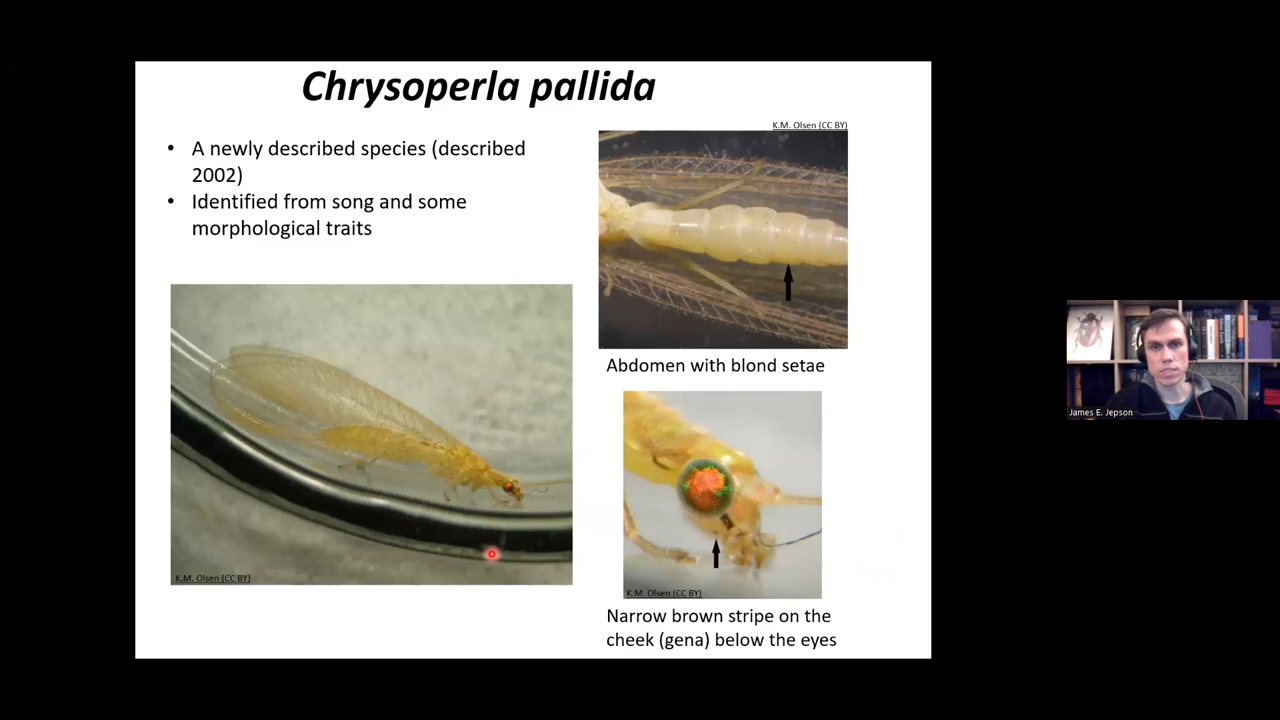 Chrysoperla pallida
• A newly described species (described
2002)
• Identified from song and some
morphological traits
K.M. Olsen (CC BY)
Abdomen with blond setae
K.M. Olsen (CC BY)
K.M. Olsen (CC BY)
Narrow brown stripe on the
cheek (gena) below the eyes
James E. Jepson